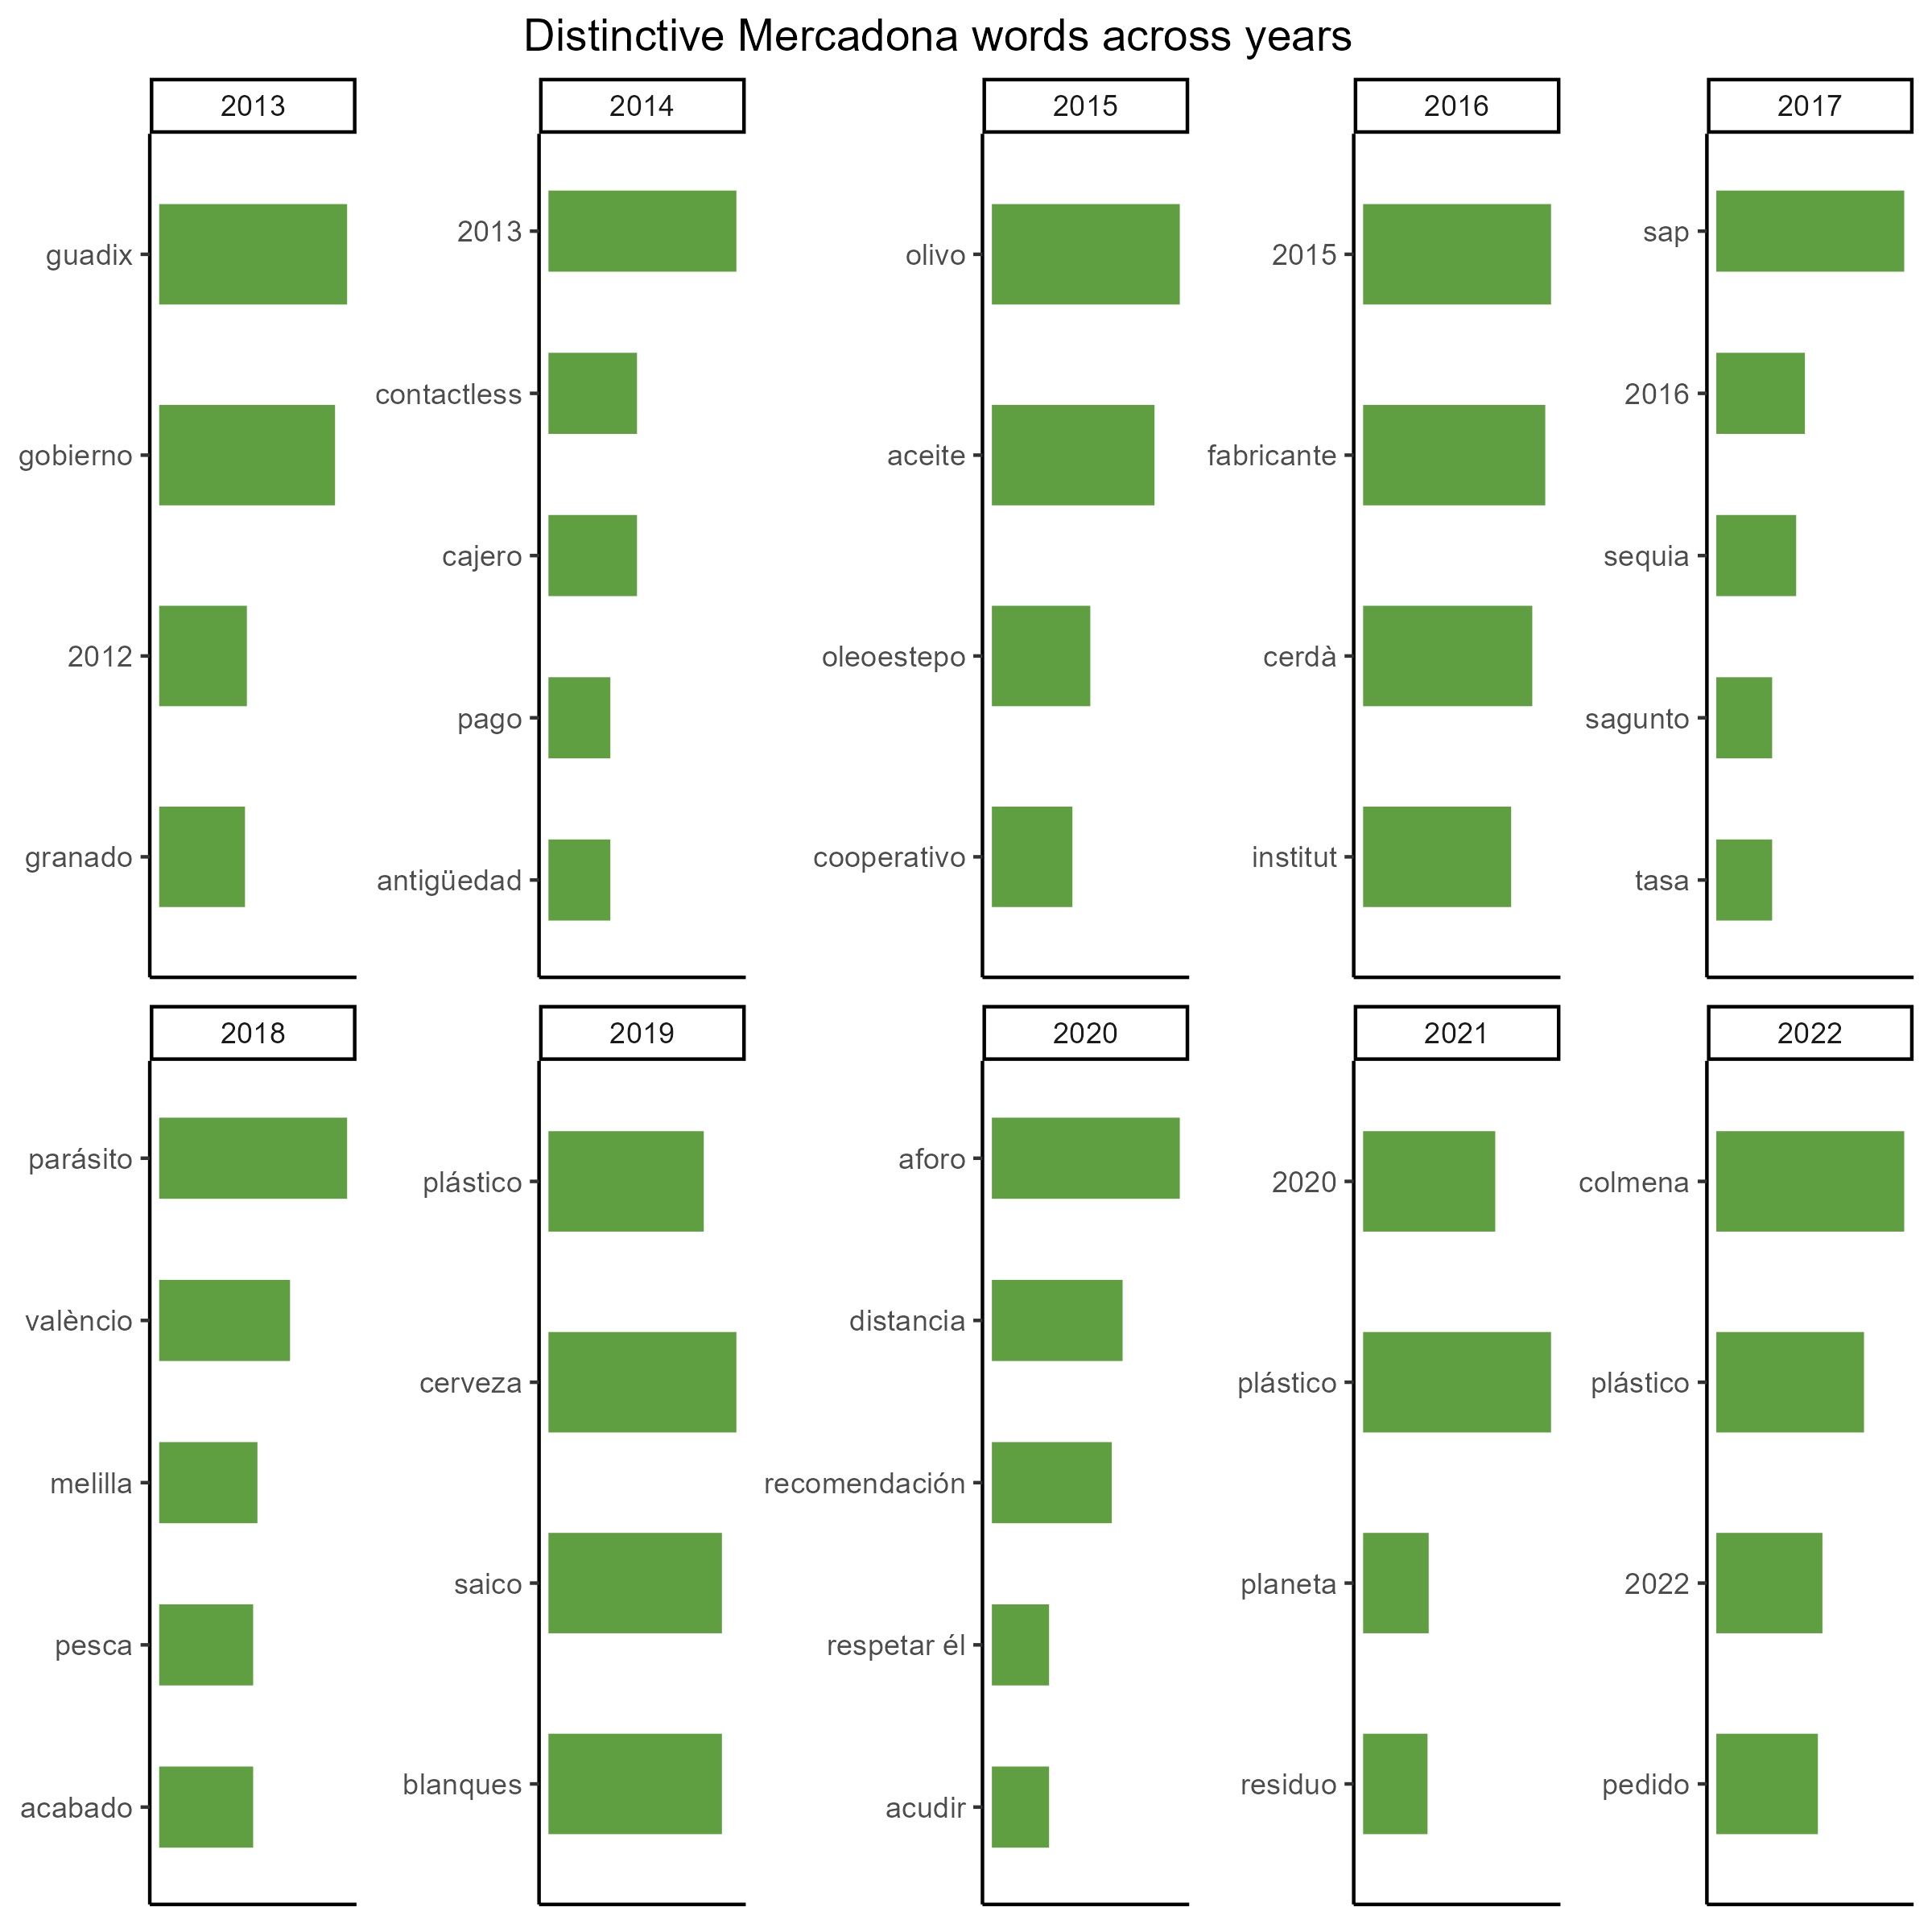 Distinctive Mercadona words across years
2013
guadix
gobierno
2012
granado
2014
2013
contactless
cajero
pago
antigüedad
2015
olivo
aceite
oleoestepo
cooperativo
2016
2015
fabricante
cerdà
institut
2017
sap
2016
sequia
sagunto
tasa
2018
parásito
valèncio
melilla
pesca
acabado
2019
plástico
cerveza
saico
blanques
2020
aforo
distancia
recomendación
respetar él
acudir
2021
2020
plástico
planeta
residuo
2022
colmena
plástico
2022
pedido